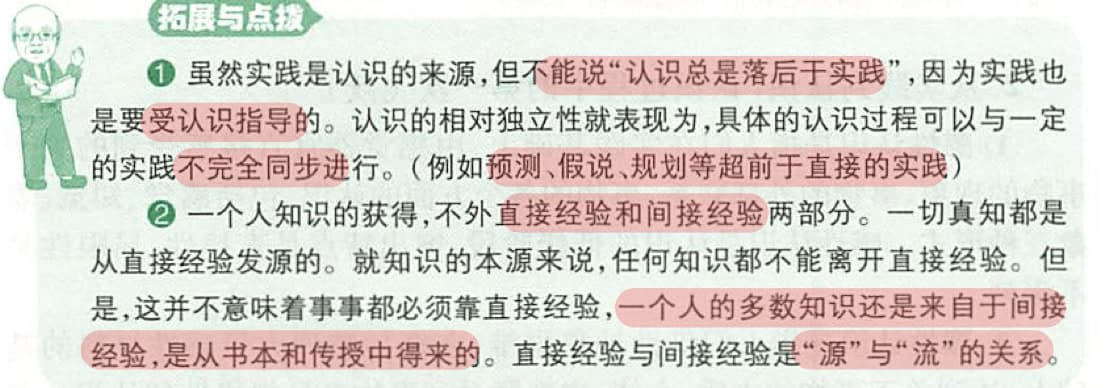 拓展与点拨
❶ 虽然实践是认识的来源,但不能说“认识总是落后于实践”,因为实践也
是要受认识指导的。认识的相对独立性就表现为,具体的认识过程可以与一定
的实践不完全同步进行。(例如预测、假说、规划等超前于直接的实践)
❷ 一个人知识的获得,不外直接经验和间接经验两部分。一切真知都是
从直接经验发源的。就知识的本源来说,任何知识都不能离开直接经验。但
是,这并不意味着事事都必须靠直接经验,一个人的多数知识还是来自于间接
经验,是从书本和传授中得来的。直接经验与间接经验是“源”与“流”的关系。